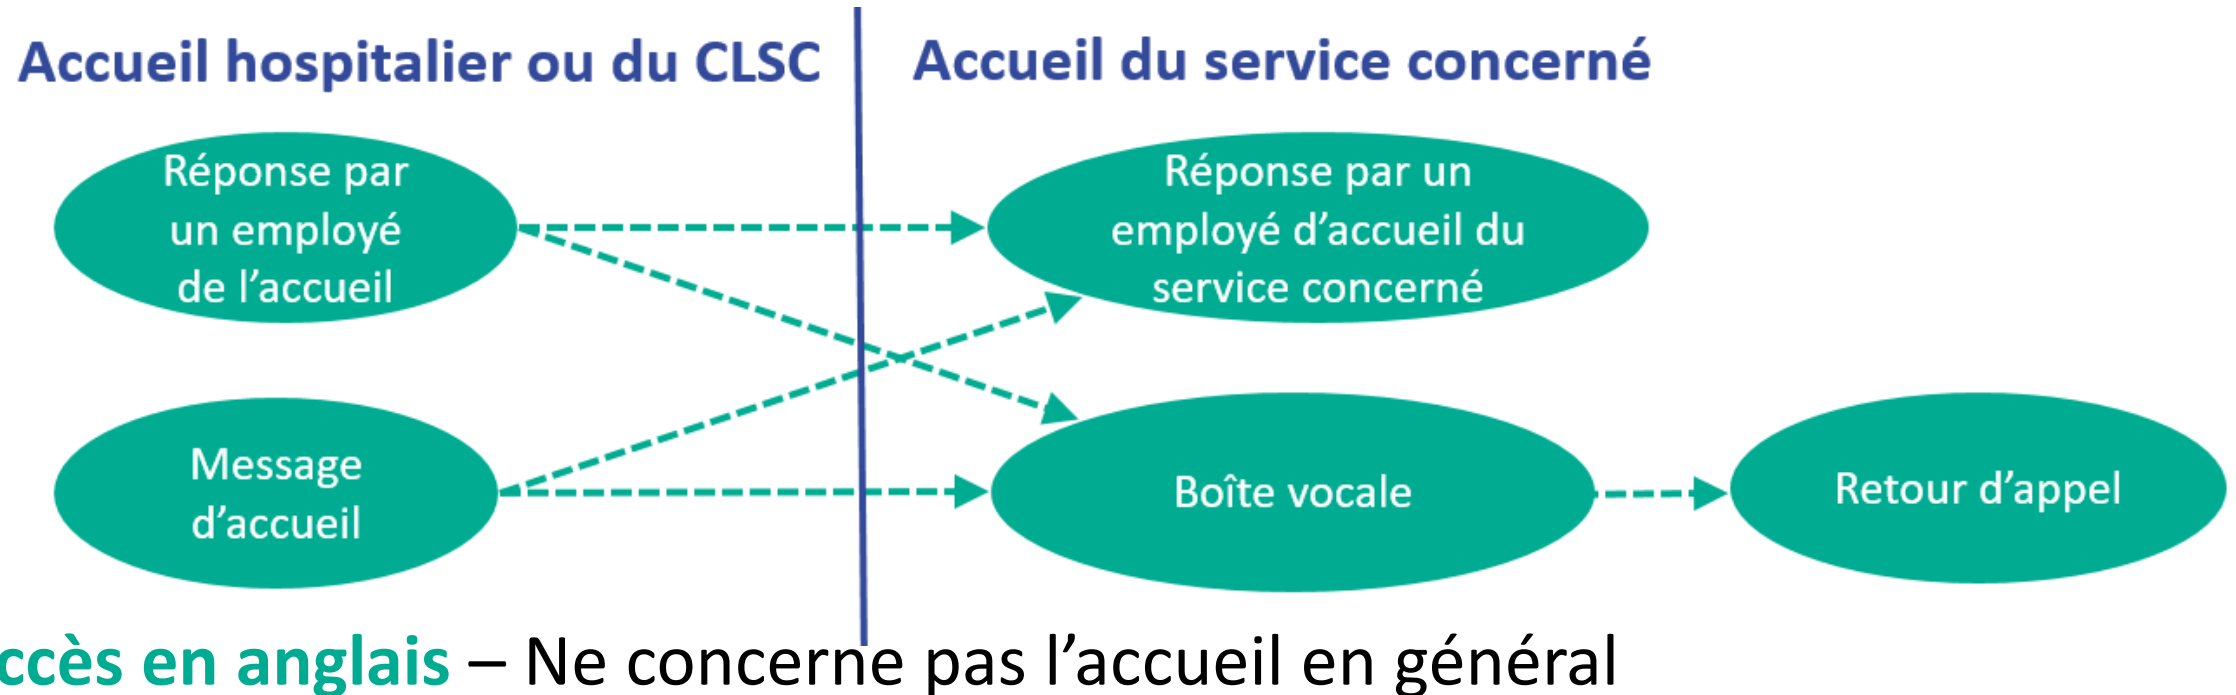 Accueil hospitalier ou du CLSC
Accueil du service concerné
Réponse par
un employé
de l’accueil
Réponse par un
employé d’accueil du
service concerné
Message
d’accueil
Boîte vocale
Retour d’appel
ccès en anglais – Ne concerne pas l’accueil en général